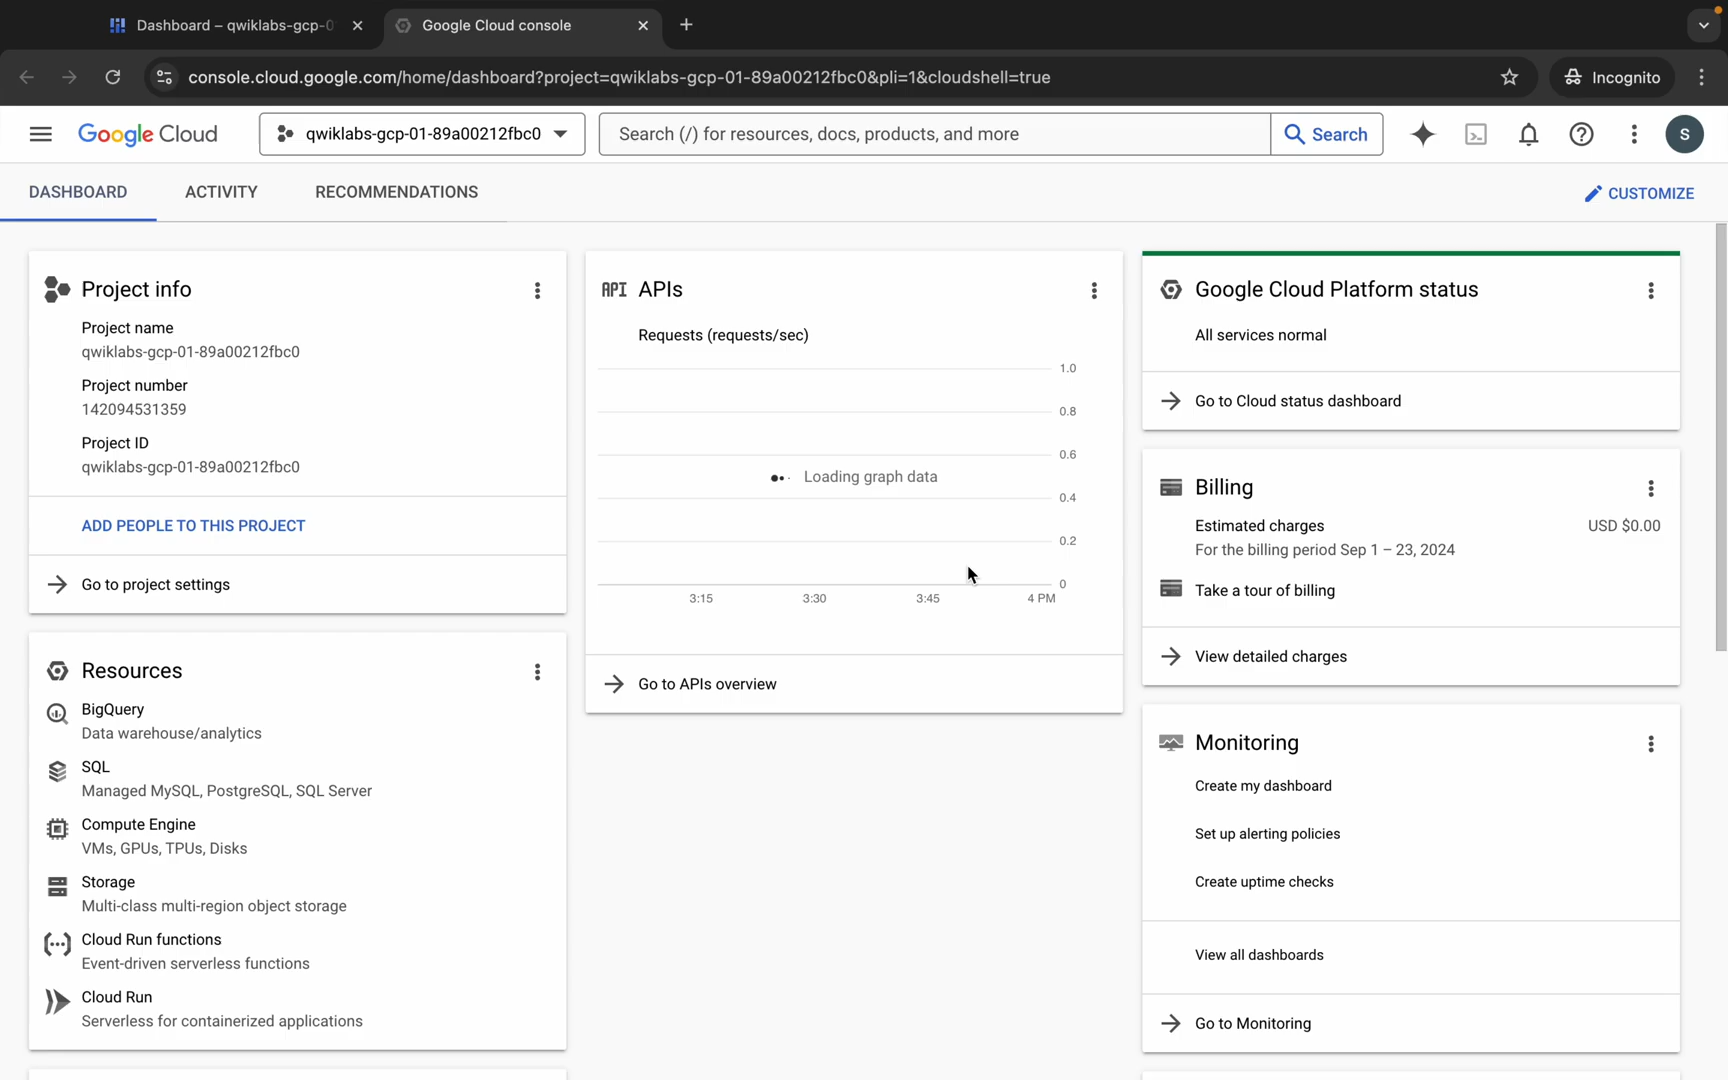 Dashboard – qwiklabs-gcp-0
Google Cloud console
console.cloud.google.com/home/dashboard?project=qwiklabs-gcp-01-89a00212fbc0&pli=1&cloudshell=true
Incognito
Google Cloud
qwiklabs-gcp-01-89a00212fbc0
Search (/) for resources, docs, products, and more
Search
S
DASHBOARD
ACTIVITY
RECOMMENDATIONS
CUSTOMIZE
Project info
Project name
qwiklabs-gcp-01-89a00212fbc0
Project number
142094531359
Project ID
qwiklabs-gcp-01-89a00212fbc0
ADD PEOPLE TO THIS PROJECT
Go to project settings
Resources
BigQuery
Data warehouse/analytics
SQL
Managed MySQL, PostgreSQL, SQL Server
Compute Engine
VMs, GPUs, TPUs, Disks
Storage
Multi-class multi-region object storage
Cloud Run functions
Event-driven serverless functions
Cloud Run
Serverless for containerized applications
API APIs
Requests (requests/sec)
1.0
0.8
0.6
Loading graph data
0.4
0.2
0
3:15 3:30 3:45 4 PM
Go to APIs overview
Google Cloud Platform status
All services normal
Go to Cloud status dashboard
Billing
Estimated charges USD $0.00
For the billing period Sep 1 – 23, 2024
Take a tour of billing
View detailed charges
Monitoring
Create my dashboard
Set up alerting policies
Create uptime checks
View all dashboards
Go to Monitoring